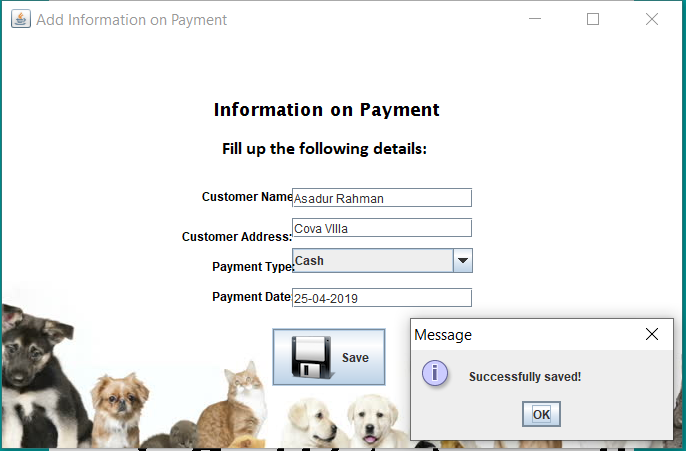 Add Information on Payment
Information on Payment
Fill up the following details:
Customer Name Asadur Rahman
Customer Address: Cova VIlla
Payment Type: Cash
Payment Date 25-04-2019
Save
Message
Successfully saved!
OK